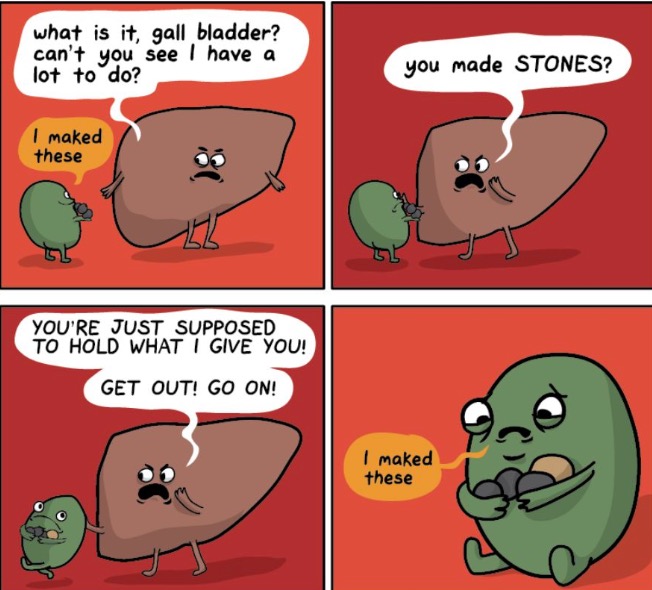 what is it, gall bladder?
can't you see I have a
lot to do?
I maked
these
you made STONES?
YOU'RE JUST SUPPOSED
TO HOLD WHAT I GIVE YOU!
GET OUT! GO ON!
I maked
these